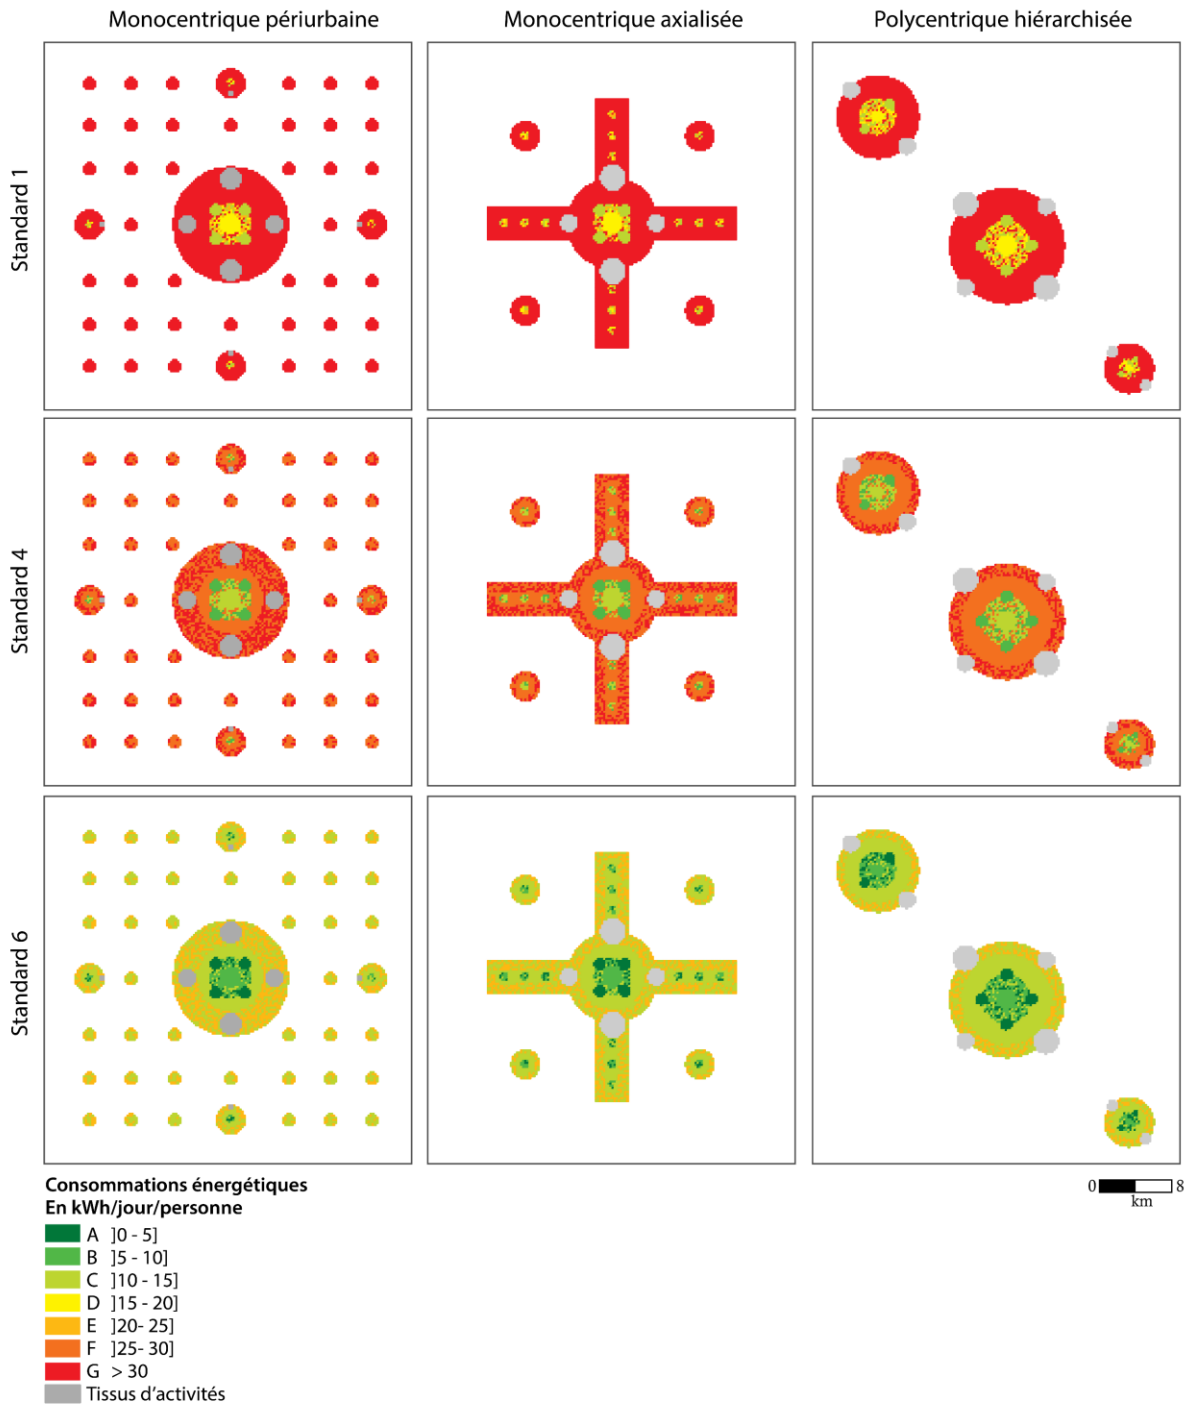 Monocentrique périurbaine
Monocentrique axialisée
Polycentrique hiérarchisée
Standard 1
Standard 4
Standard 6
Consommations énergétiques
En kWh/jour/personne
A ]0 - 5]
B ]5 - 10]
C ]10 - 15]
D ]15 - 20]
E ]20- 25]
F ]25- 30]
G > 30
Tissus d'activités
0 8
km